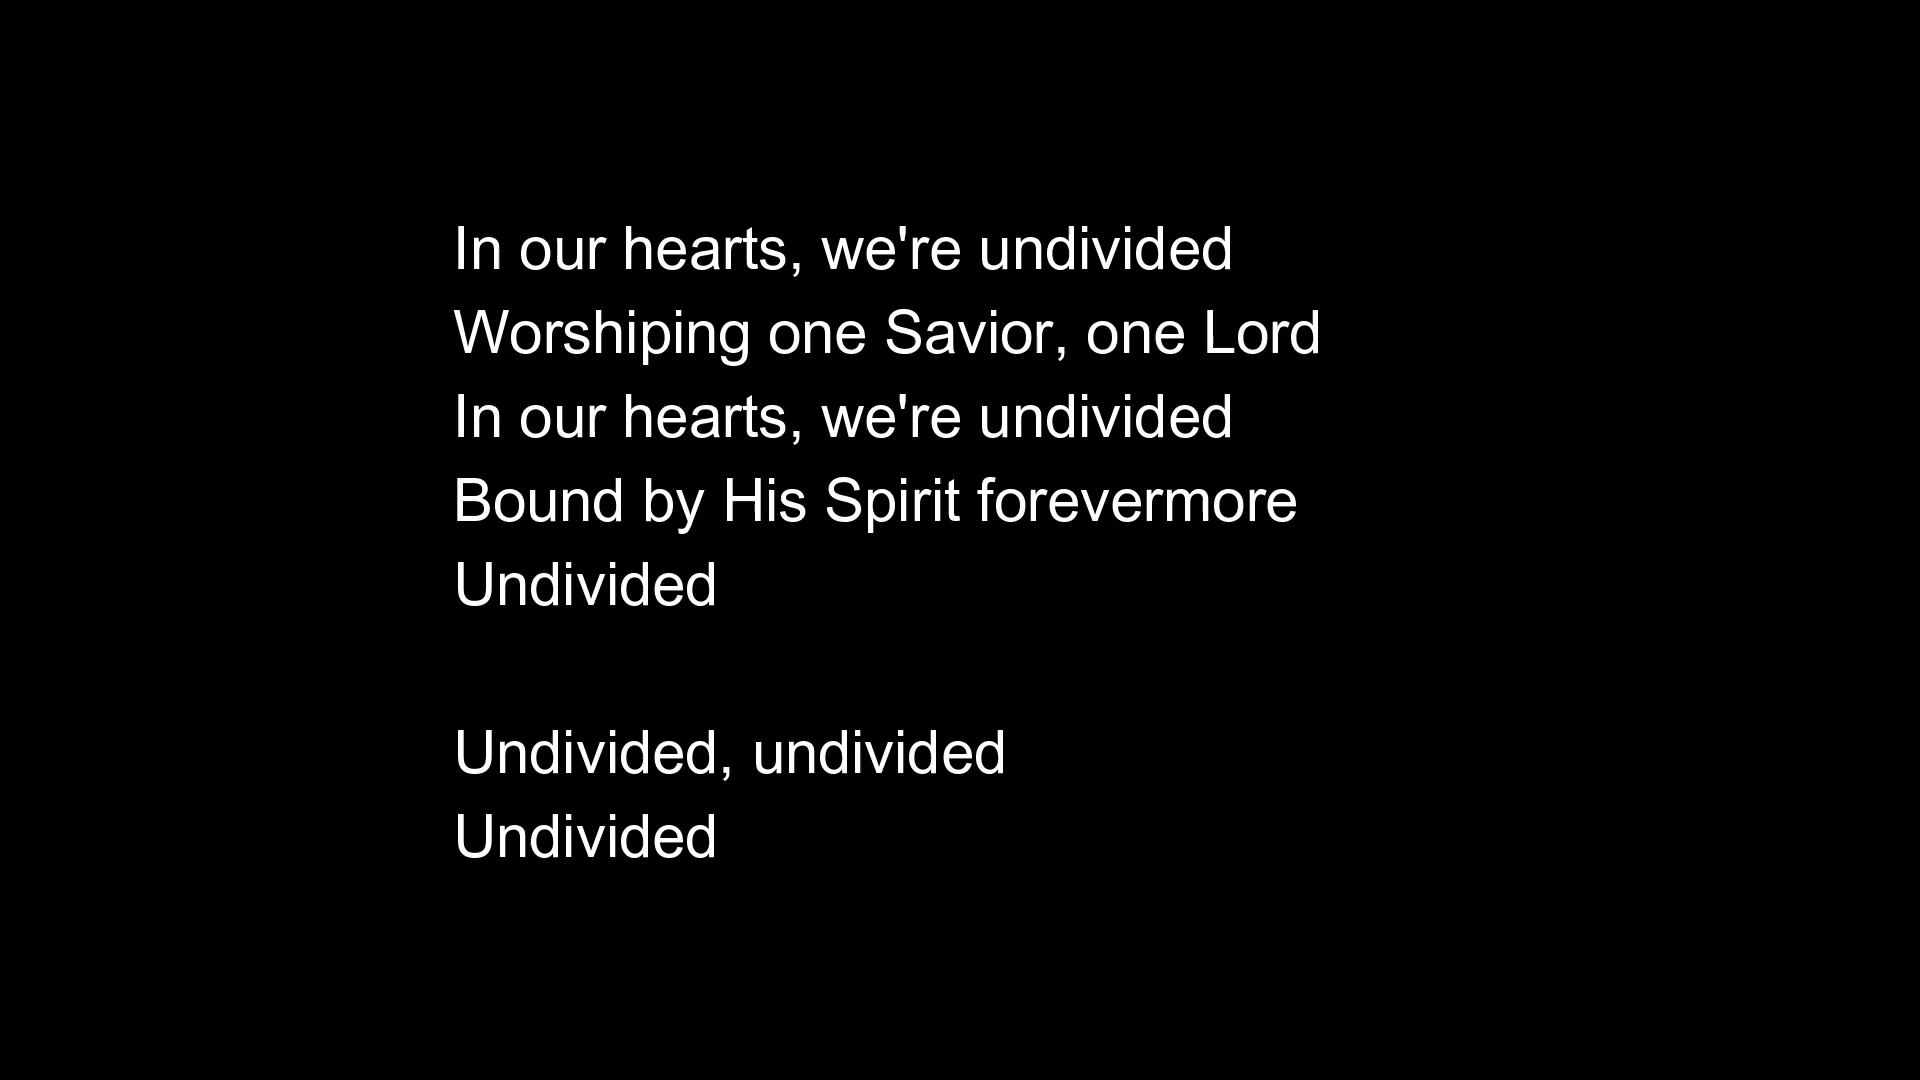 In our hearts, we're undivided
Worshiping one Savior, one Lord
In our hearts, we're undivided
Bound by His Spirit forevermore
Undivided

Undivided, undivided
Undivided